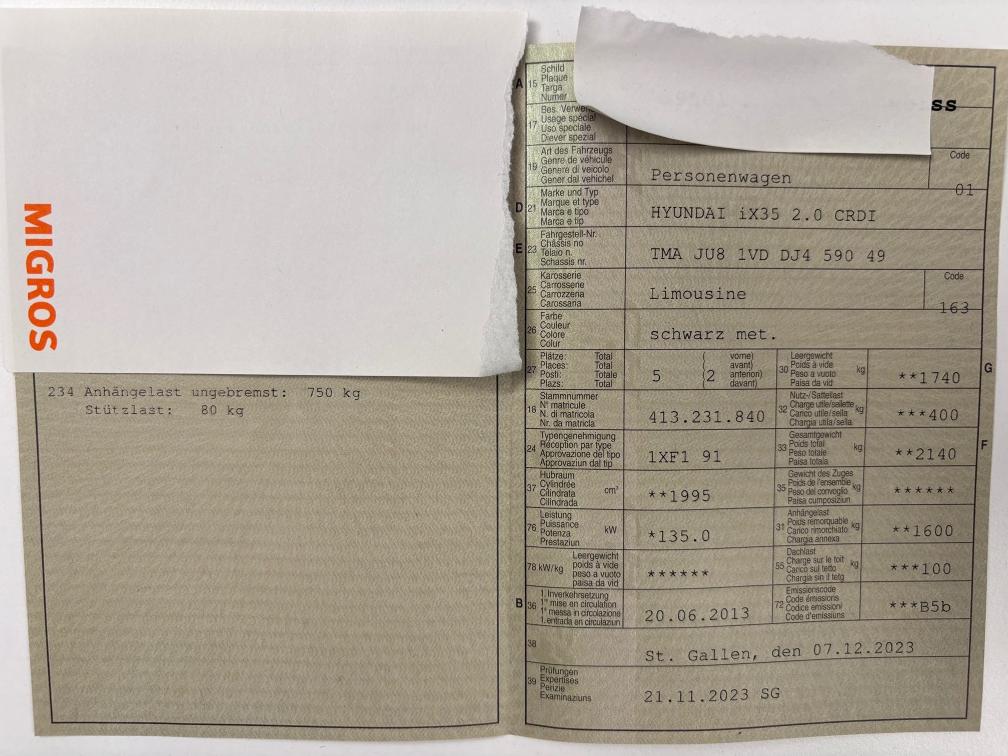 MIGROS
234 Anhängelast ungebremst: 750 kg
Stützlast: 80 kg
A 15 Schild
Plaque
Targa
Numer
ss
17 Bes.
Usage spécial
Uso speciale
Diever spezial
19 Art des Fahrzeugs
Genre de véhicule
Genere di veicolo
Gener dal vehichel
Personenwagen
Code
01
D 21 Marke und Typ
Marque et type
Marca e tipo
Marca e tip
HYUNDAI iX35 2.0 CRDI
E 23 Fahrgestell-Nr.
Châssis no
Telaio n.
Schassis nr.
TMA JU8 1VD DJ4 590 49
25 Karosserie
Carrosserie
Carrozzeria
Carossaria
Limousine
Code
163
26 Farbe
Couleur
Colore
Colur
schwarz met.
27 Plätze: Total
Places: Total
Posti: Totale
Plazs: Total
5 (2
vorne)
avant)
anteriori)
davant)
30 Leergewicht
Poids à vide
Peso a vuoto
Paisa da vid
kg
**1740
G
18 Stammnummer
N° matricule
N. di matricola
Nr. da matricla
413.231.840
32 Nutz-/Sattellast
Charge utile/sellette
Carico utile/sella
Chargia utila/sella
kg
***400
24 Typengenehmigung
Réception par type
Approvazione del tipo
Approvaziun dal tip
1XF1 91
33 Gesamtgewicht
Poids total
Peso totale
Paisa totala
kg
**2140
F
37 Hubraum
Cylindrée
Cilindrata
Cilindrada
cm³
**1995
35 Gewicht des Zuges
Poids de l'ensemble
Peso del convoglio
Paisa cumposiziun
kg
******
76 Leistung
Puissance
Potenza
Prestaziun
kW
*135.0
31 Anhängelast
Poids remorquable
Carico rimorchiato
Chargia annexa
kg
**1600
78 kW/kg
Leergewicht
poids à vide
peso a vuoto
paisa da vid
******
55 Dachlast
Charge sur le toit
Carico sul tetto
Chargia sin il tetg
kg
***100
B 36 1. Inverkehrsetzung
1re mise en circulation
1a messa in circolazione
1. entrada en circulaziun
20.06.2013
72 Emissionscode
Code émissions
Codice emissioni
Code d'emissiuns
***B5b
38
St. Gallen, den 07.12.2023
39 Prüfungen
Expertises
Perizie
Examinaziuns
21.11.2023 SG